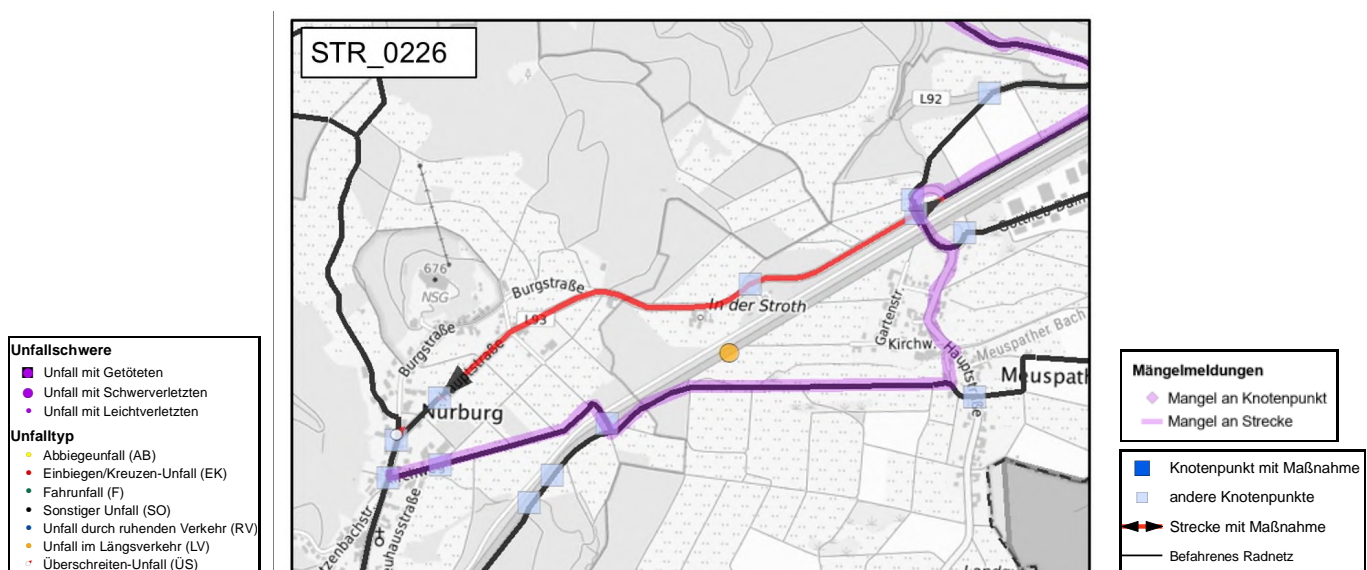 STR_0226
L92
Gottlieb-Daim
676
NSG
Burgstraße
In der Stroth
L93
Burgstraße
Gartenstr.
Kirchw.
Meuspather Bach
Hauptstraße
Hauptstraße
Meuspath
Nürburg
Unfallschwere
Unfall mit Getöteten
Unfall mit Schwerverletzten
Unfall mit Leichtverletzten
Unfalltyp
Abbiegeunfall (AB)
Einbiegen/Kreuzen-Unfall (EK)
Fahrunfall (F)
Sonstiger Unfall (SO)
Unfall durch ruhenden Verkehr (RV)
Unfall im Längsverkehr (LV)
Überschreiten-Unfall (ÜS)
Mängelmeldungen
Mangel an Knotenpunkt
Mangel an Strecke
Knotenpunkt mit Maßnahme
andere Knotenpunkte
Strecke mit Maßnahme
Befahrenes Radnetz